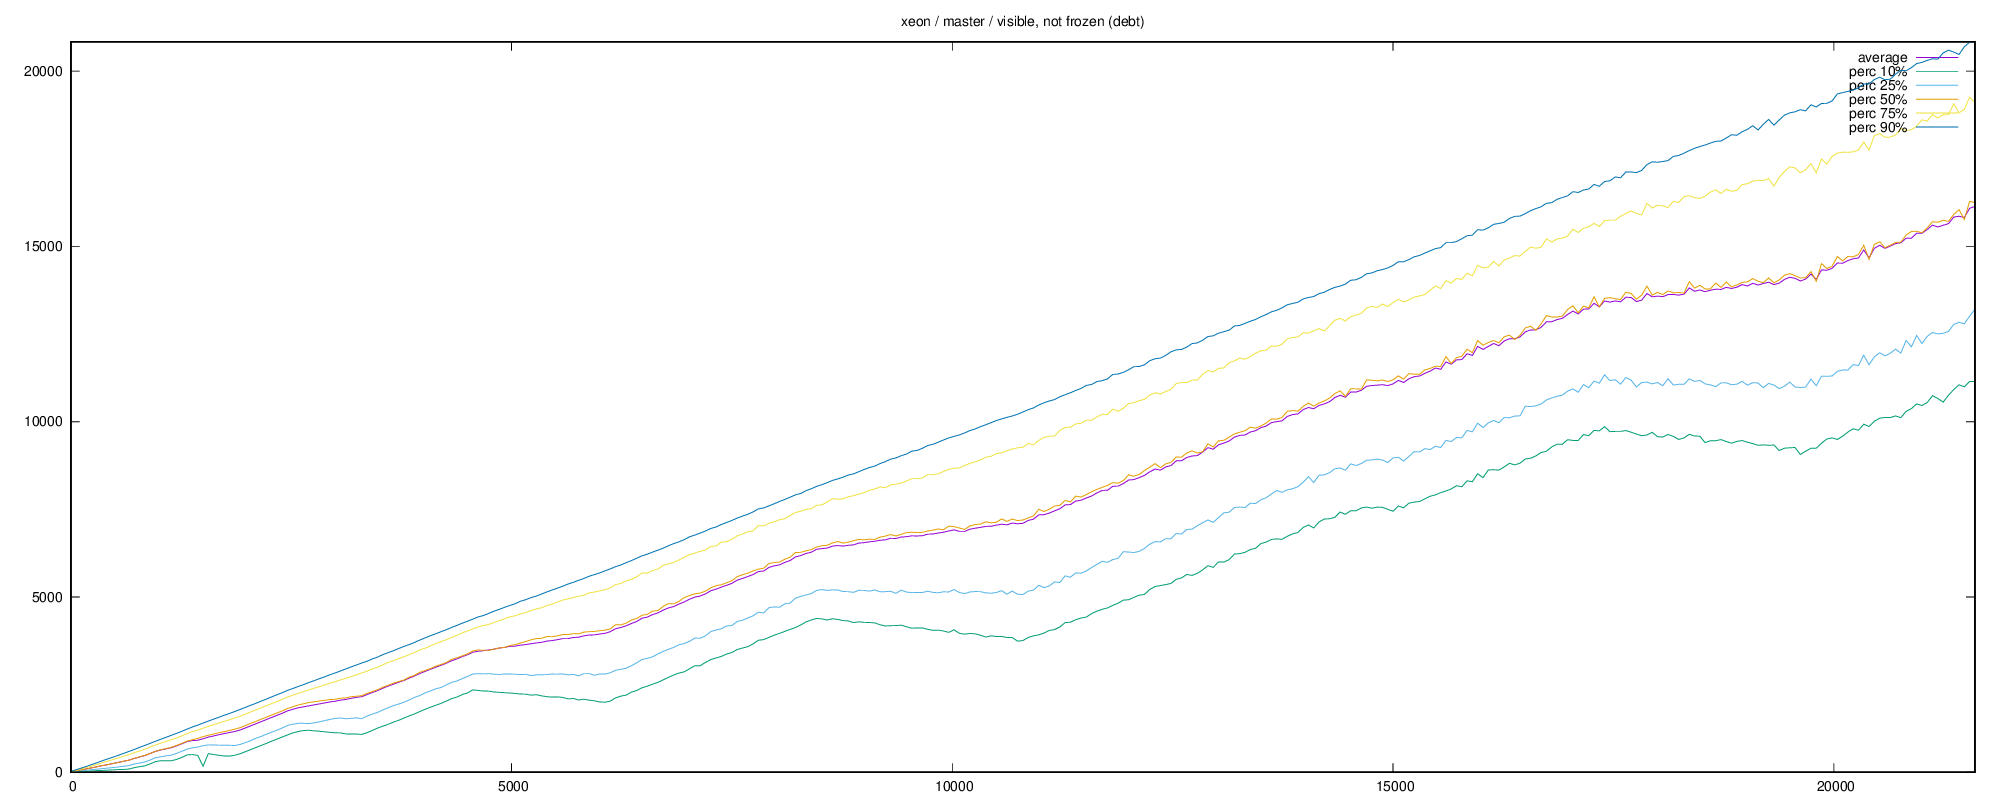 xeon / master / visible, not frozen (debt)
20000
15000
10000
5000
0
average
perc 10%
perc 25%
perc 50%
perc 75%
perc 90%
0 5000 10000 15000 20000